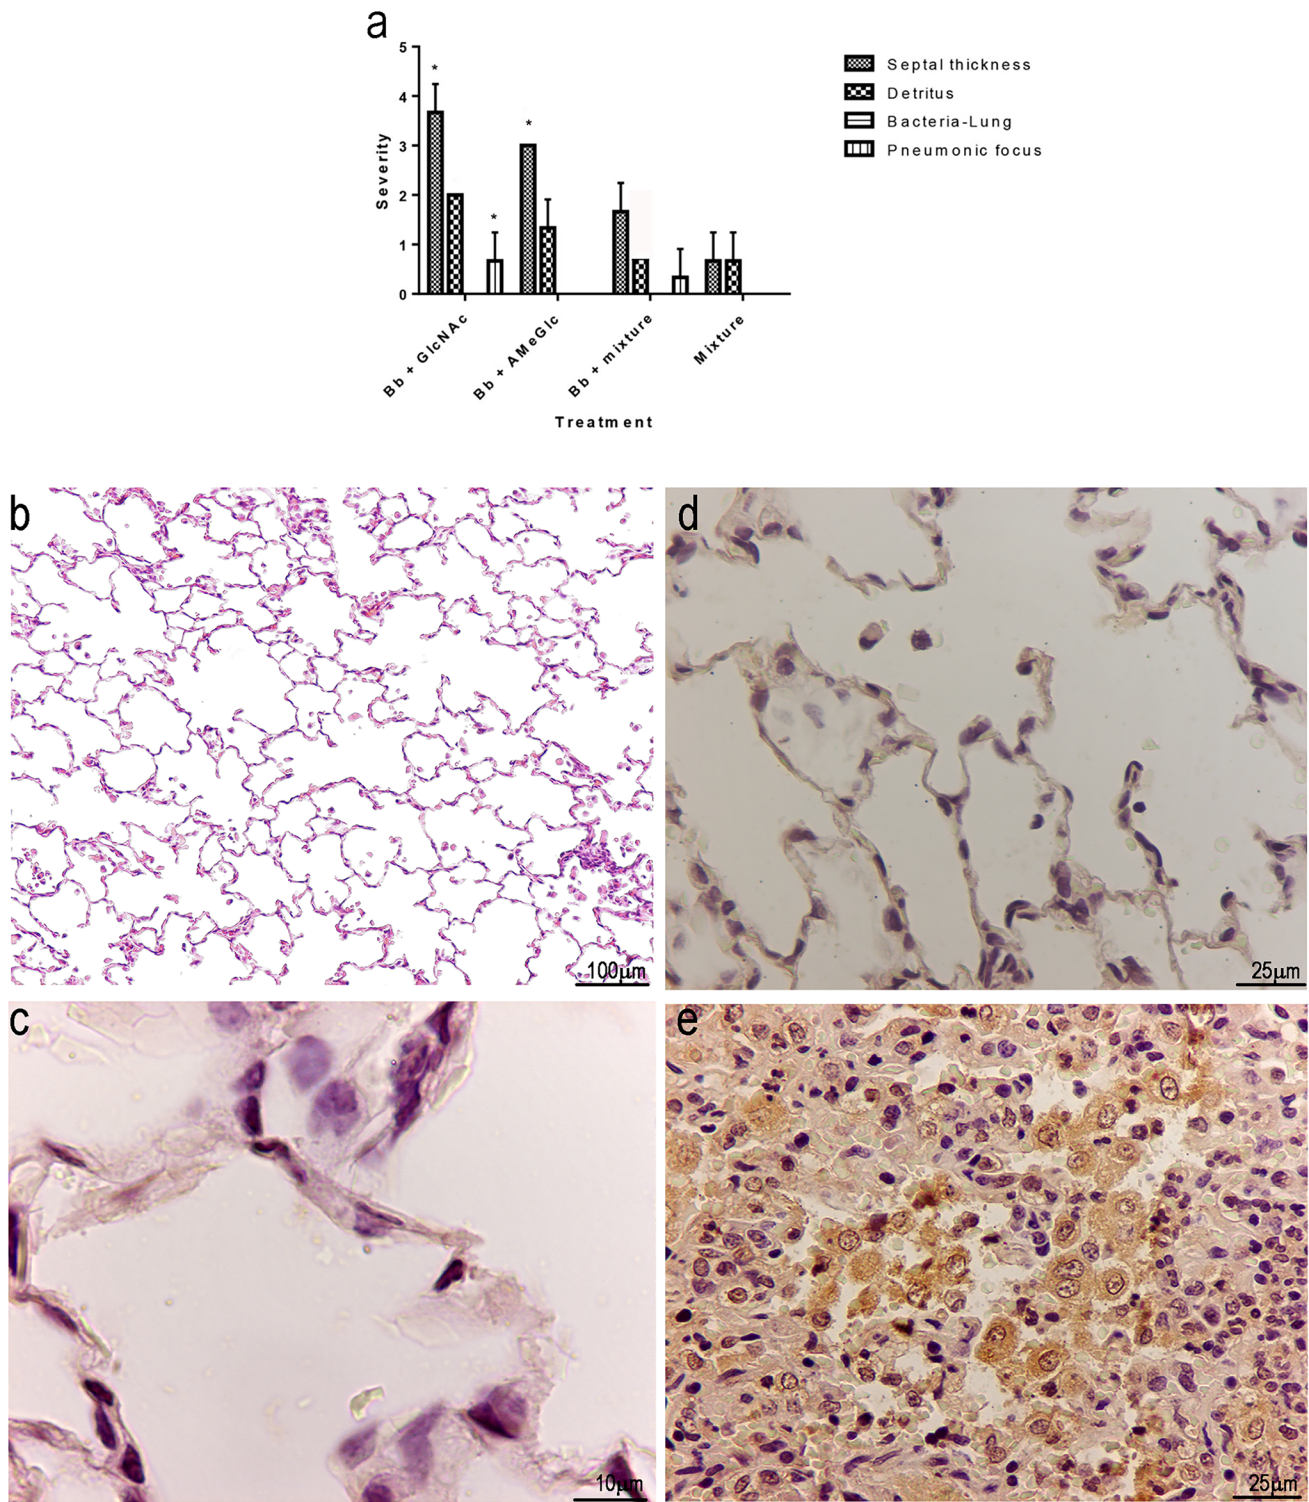 a
5
4
3
2
1
0
Severity
*
*
*
Septal thickness
Detritus
Bacteria-Lung
Pneumonic focus
Bb + GlcNAc
Bb + AMeGlc
Bb + mixture
Mixture
Treatment
b
100µm
d
25µm
c
10µm
e
25µm